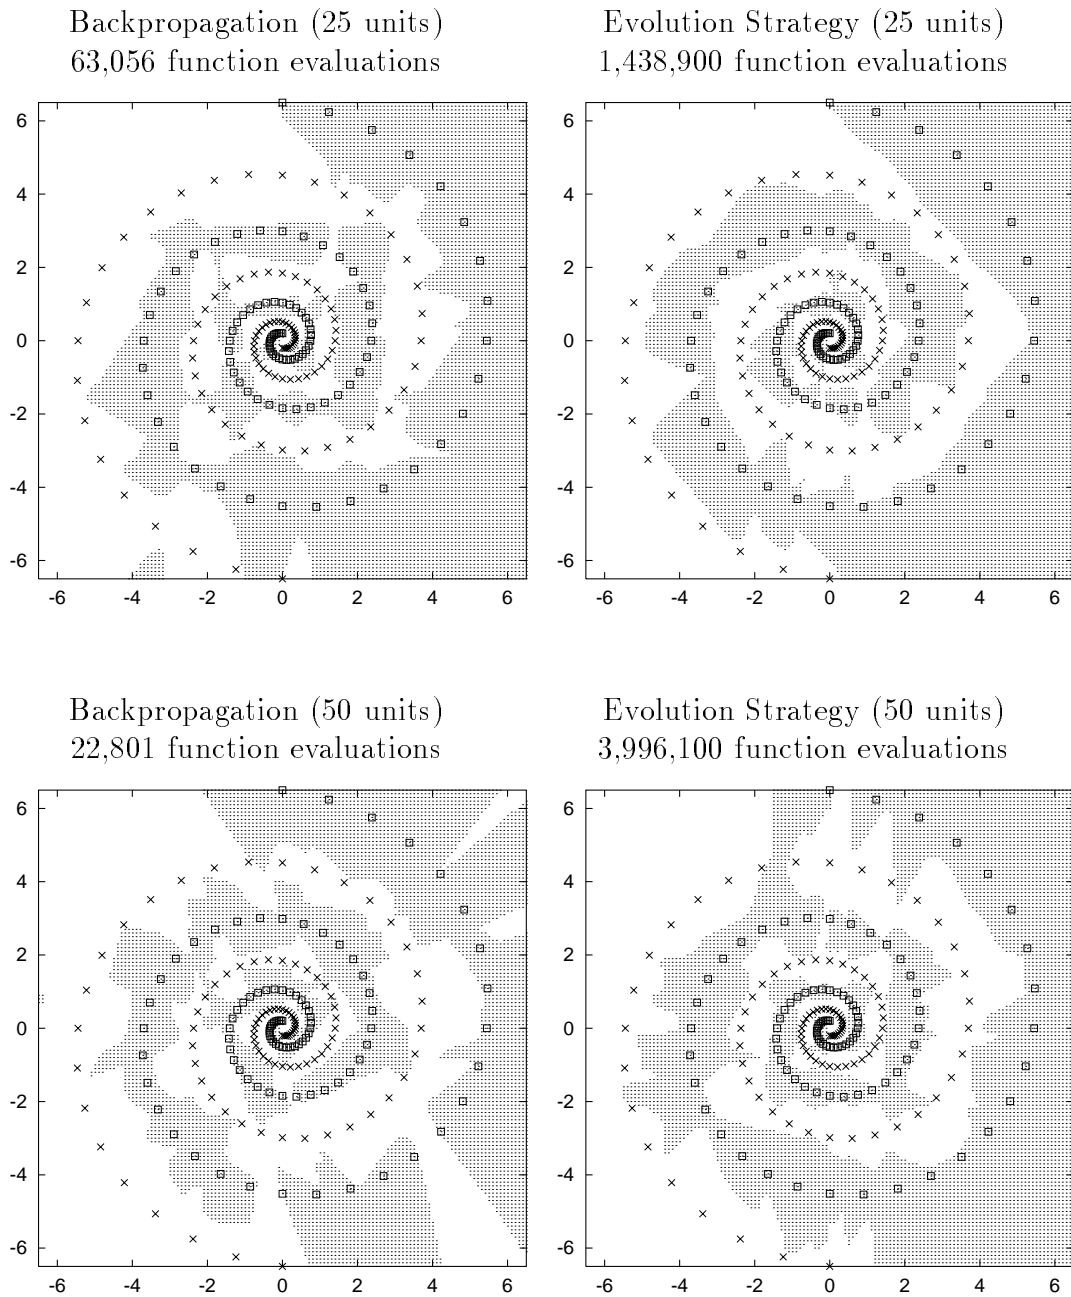 Backpropagation (25 units)
63,056 function evaluations
Evolution Strategy (25 units)
1,438,900 function evaluations
6
4
2
0
-2
-4
-6
-6 -4 -2 0 2 4 6
6
4
2
0
-2
-4
-6
-6 -4 -2 0 2 4 6
Backpropagation (50 units)
22,801 function evaluations
Evolution Strategy (50 units)
3,996,100 function evaluations
6
4
2
0
-2
-4
-6
-6 -4 -2 0 2 4 6
6
4
2
0
-2
-4
-6
-6 -4 -2 0 2 4 6